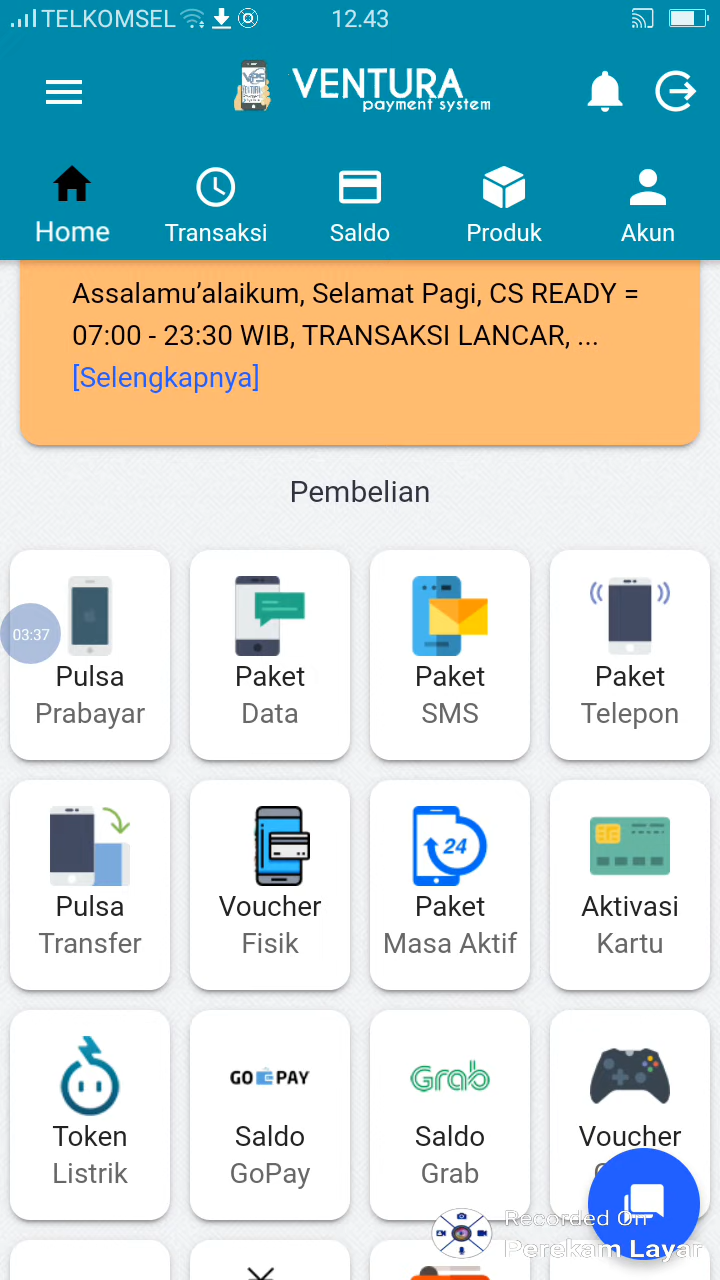 TELKOMSEL 12.43
VPS
VENTURA
payment system
Home Transaksi Saldo Produk Akun
Assalamu’alaikum, Selamat Pagi, CS READY =
07:00 - 23:30 WIB, TRANSAKSI LANCAR, ...
[Selengkapnya]
Pembelian
03:37
Pulsa Paket Paket Paket
Prabayar Data SMS Telepon
24
Pulsa Voucher Paket Aktivasi
Transfer Fisik Masa Aktif Kartu
GO PAY Grab
Token Saldo Saldo Voucher
Listrik GoPay Grab
Recorded On
Perekam Layar